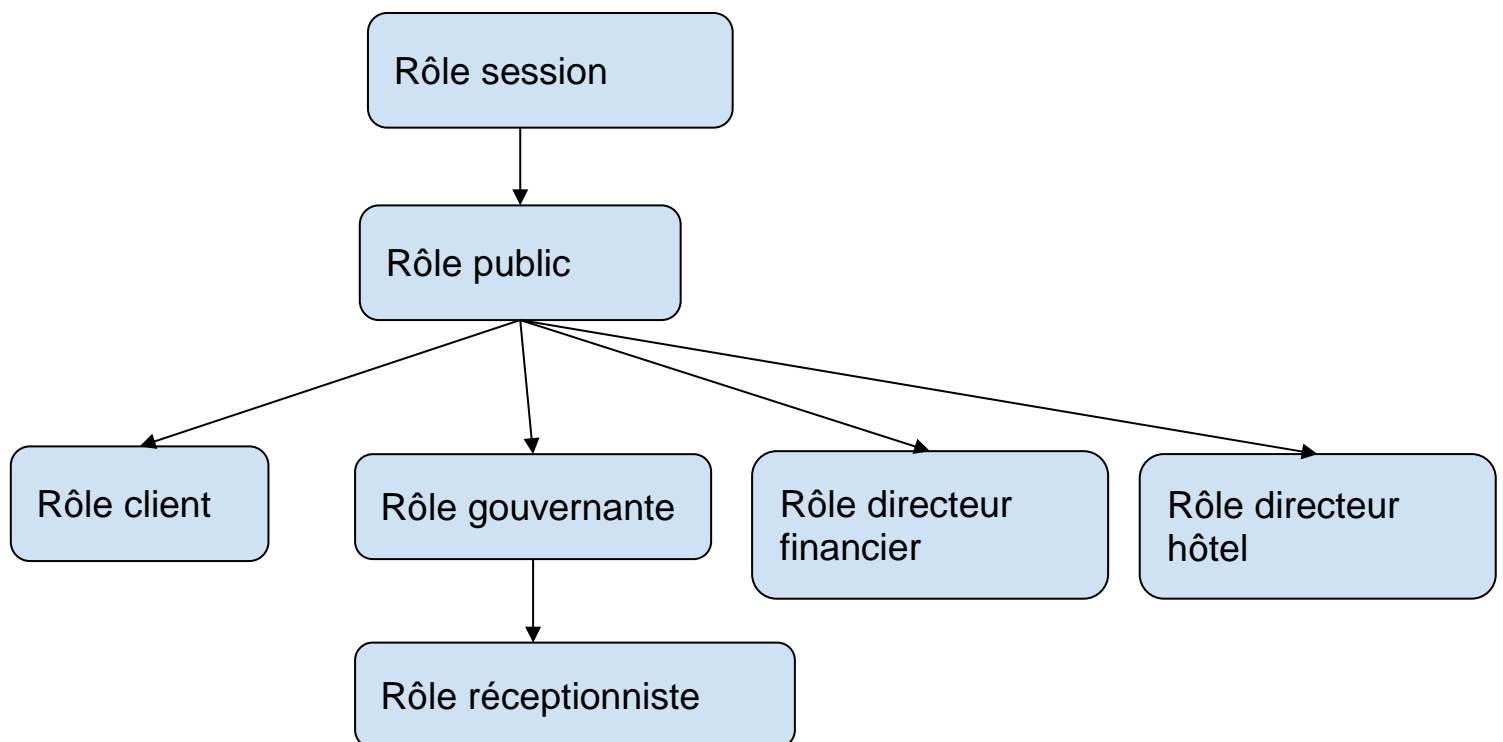 Rôle session
Rôle public
Rôle client
Rôle gouvernante
Rôle directeur
financier
Rôle directeur
hôtel
Rôle réceptionniste